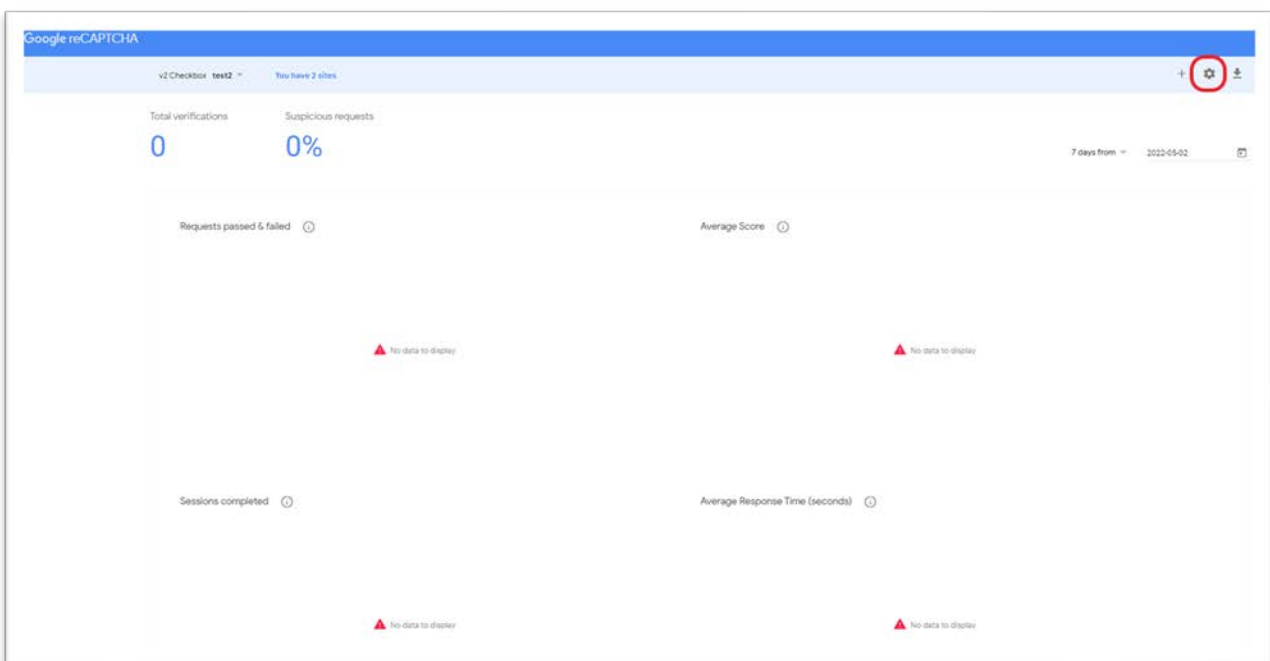 Google reCAPTCHA
v2 Checkbox test2 You have 2 sites
Total verifications Suspicious requests
0 0%
7 days from 2022-05-02
Requests passed & failed Average Score
No data to display No data to display
Sessions completed Average Response Time (seconds)
No data to display No data to display